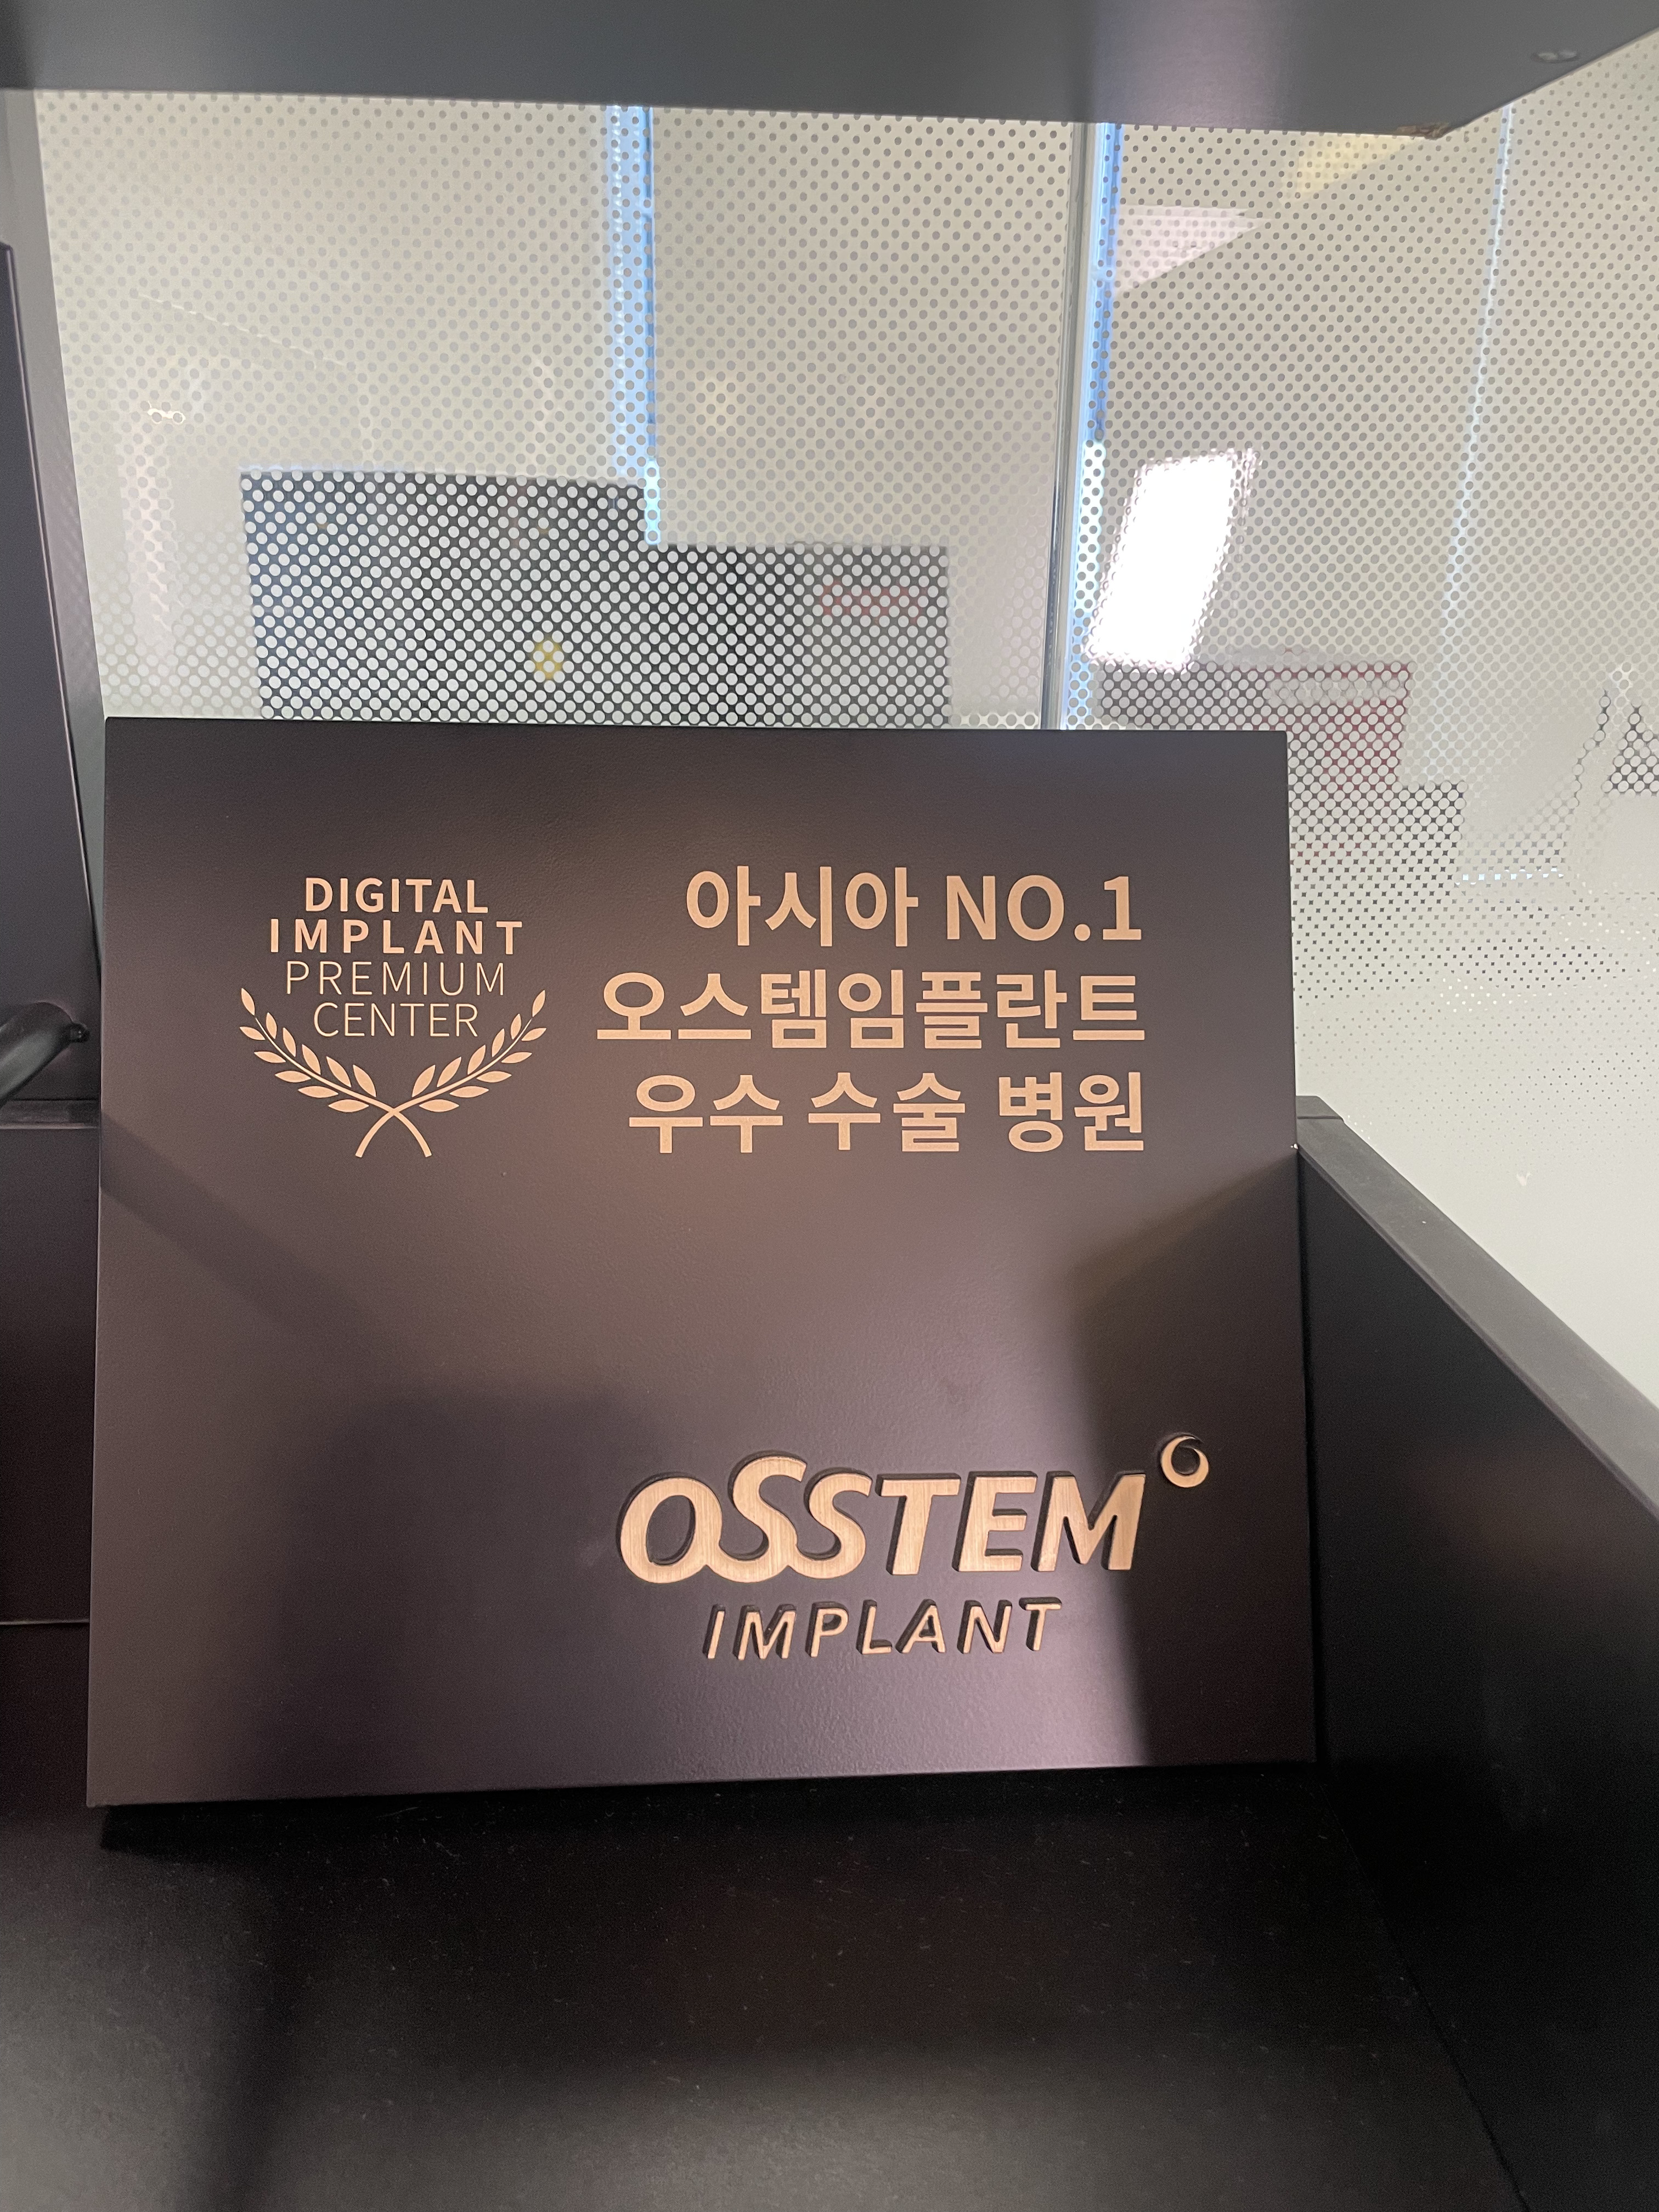 DIGITAL
IMPLANT
PREMIUM
CENTER
아시아 NO.1
오스템임플란트
우수 수술 병원
OSSTEM
IMPLANT